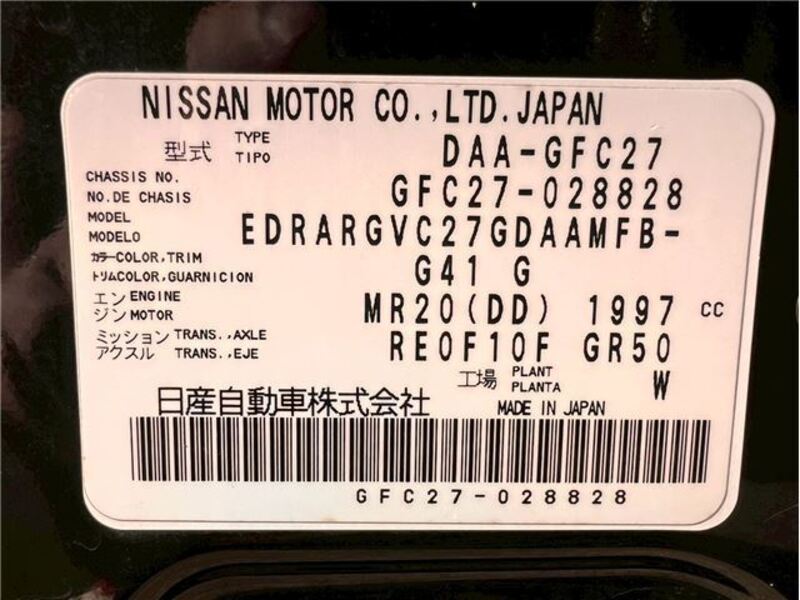 NISSAN MOTOR CO.,LTD.JAPAN
型式 TYPE TIPO DAA-GFC27
CHASSIS NO.
NO.DE CHASIS GFC27-028828
MODEL
MODELO EDRARGVC27GDAAMFB-
カラーCOLOR,TRIM
トリムCOLOR,GUARNICION G41 G
エンジン ENGINE MOTOR MR20(DD) 1997 CC
ミッション TRANS.,AXLE
アクスル TRANS.,EJE RE0F10F GR50
工場 PLANT PLANTA W
日産自動車株式会社 MADE IN JAPAN
GFC27-028828